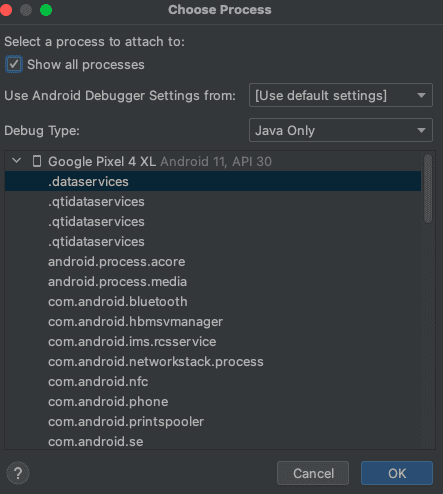 Choose Process
Select a process to attach to:
Show all processes
Use Android Debugger Settings from: [Use default settings]
Debug Type: Java Only
Google Pixel 4 XL Android 11, API 30
.dataservices
.qtidataservices
.qtidataservices
.qtidataservices
android.process.acore
android.process.media
com.android.bluetooth
com.android.hbmsvmanager
com.android.ims.rcsservice
com.android.networkstack.process
com.android.nfc
com.android.phone
com.android.printspooler
com.android.se
? Cancel OK